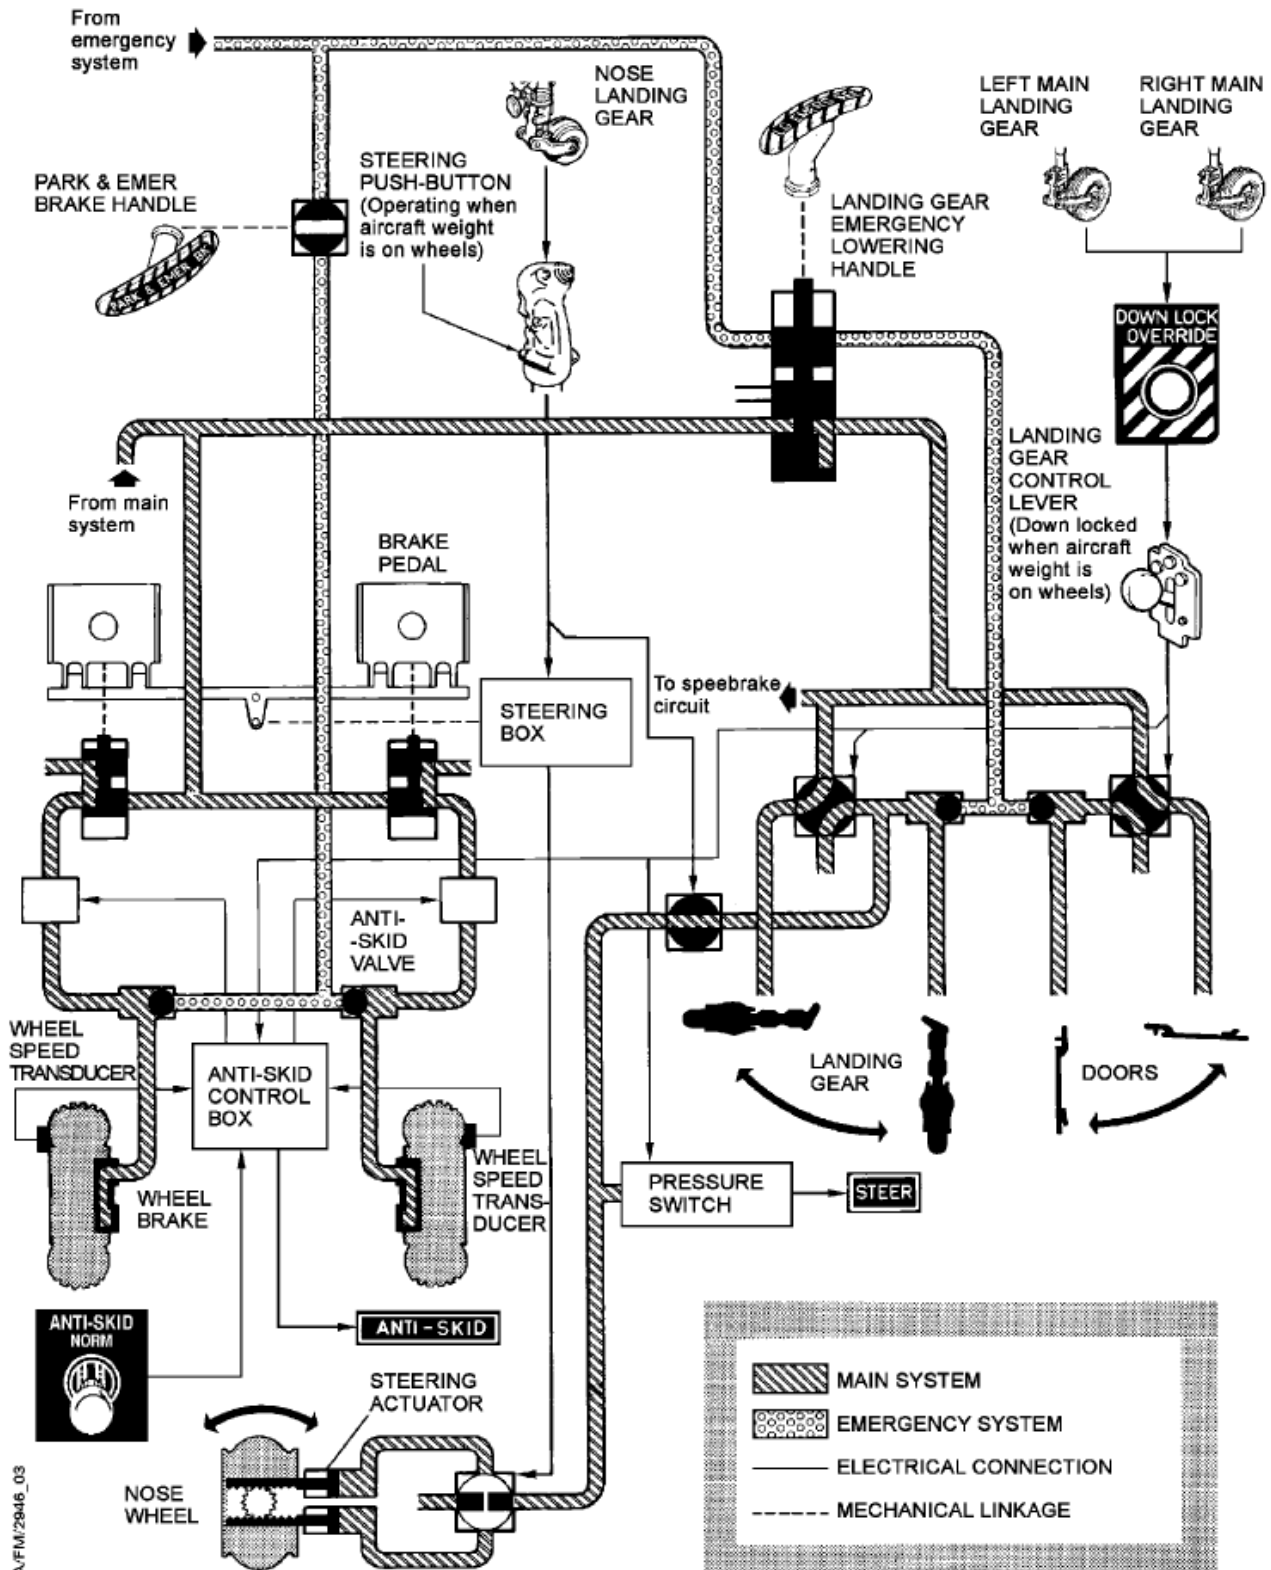 From
emergency
system
NOSE
LANDING
GEAR
LEFT MAIN
LANDING
GEAR
RIGHT MAIN
LANDING
GEAR
STEERING
PUSH-BUTTON
(Operating when
aircraft weight
is on wheels)
PARK & EMER
BRAKE HANDLE
PARK & EMER BR
LANDING GEAR
EMERGENCY
LOWERING
HANDLE
DOWN LOCK
OVERRIDE
LANDING
GEAR
CONTROL
LEVER
(Down locked
when aircraft
weight is
on wheels)
From main
system
BRAKE
PEDAL
STEERING
BOX
To speebrake
circuit
ANTI-
-SKID
VALVE
WHEEL
SPEED
TRANSDUCER
ANTI-SKID
CONTROL
BOX
LANDING
GEAR
DOORS
WHEEL
BRAKE
WHEEL
SPEED
TRANS-
DUCER
PRESSURE
SWITCH
STEER
ANTI-SKID
NORM
ANTI - SKID
STEERING
ACTUATOR
NOSE
WHEEL
MAIN SYSTEM
EMERGENCY SYSTEM
ELECTRICAL CONNECTION
MECHANICAL LINKAGE
A/FM/2946_03